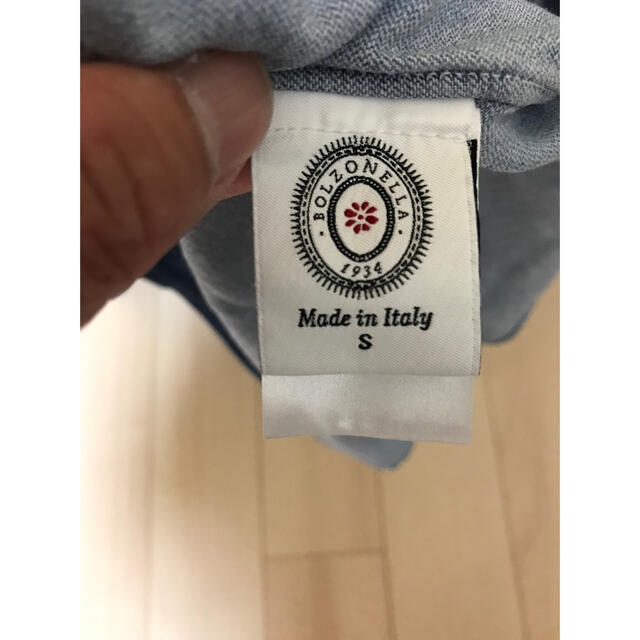 · BOLZONELLA ·
1934
Made in Italy
S